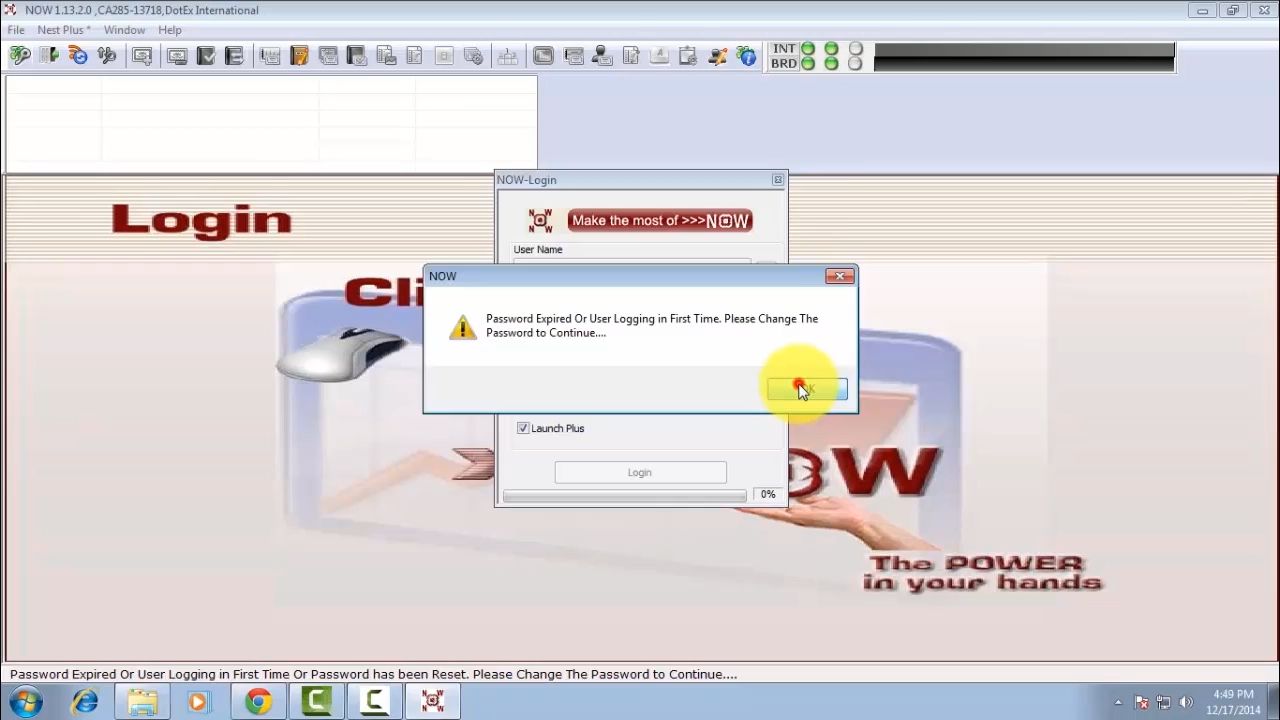 NOW 1.13.2.0 ,CA285-13718,DotEx International
File Nest Plus * Window Help
INT
BRD
NOW-Login
Login
NOW
NOW
Make the most of >>>NOW
User Name
Cli
NOW
Password Expired Or User Logging in First Time. Please Change The
Password to Continue....
Launch Plus
Login
0%
The POWER
in your hands
Password Expired Or User Logging in First Time Or Password has been Reset. Please Change The Password to Continue....
4:49 PM
12/17/2014